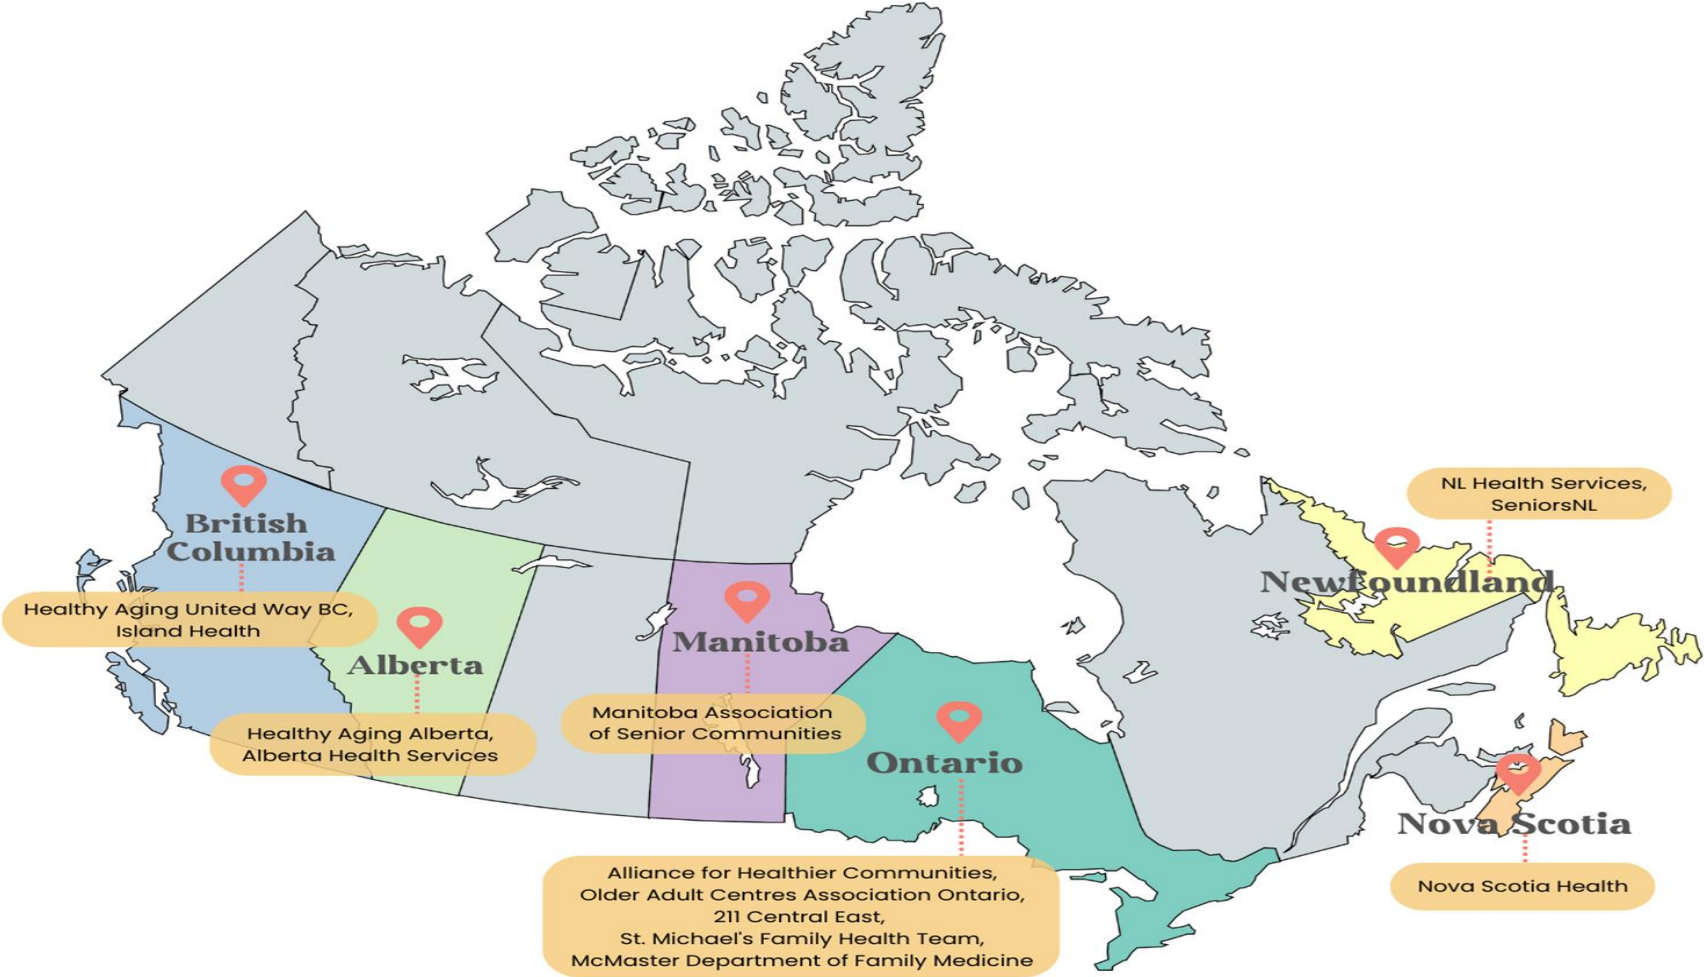 NL Health Services,
SeniorsNL
British
Columbia
Newfoundland
Healthy Aging United Way BC,
Island Health
Alberta
Manitoba
Healthy Aging Alberta,
Alberta Health Services
Manitoba Association
of Senior Communities
Ontario
Nova Scotia
Alliance for Healthier Communities,
Older Adult Centres Association Ontario,
211 Central East,
St. Michael's Family Health Team,
McMaster Department of Family Medicine
Nova Scotia Health